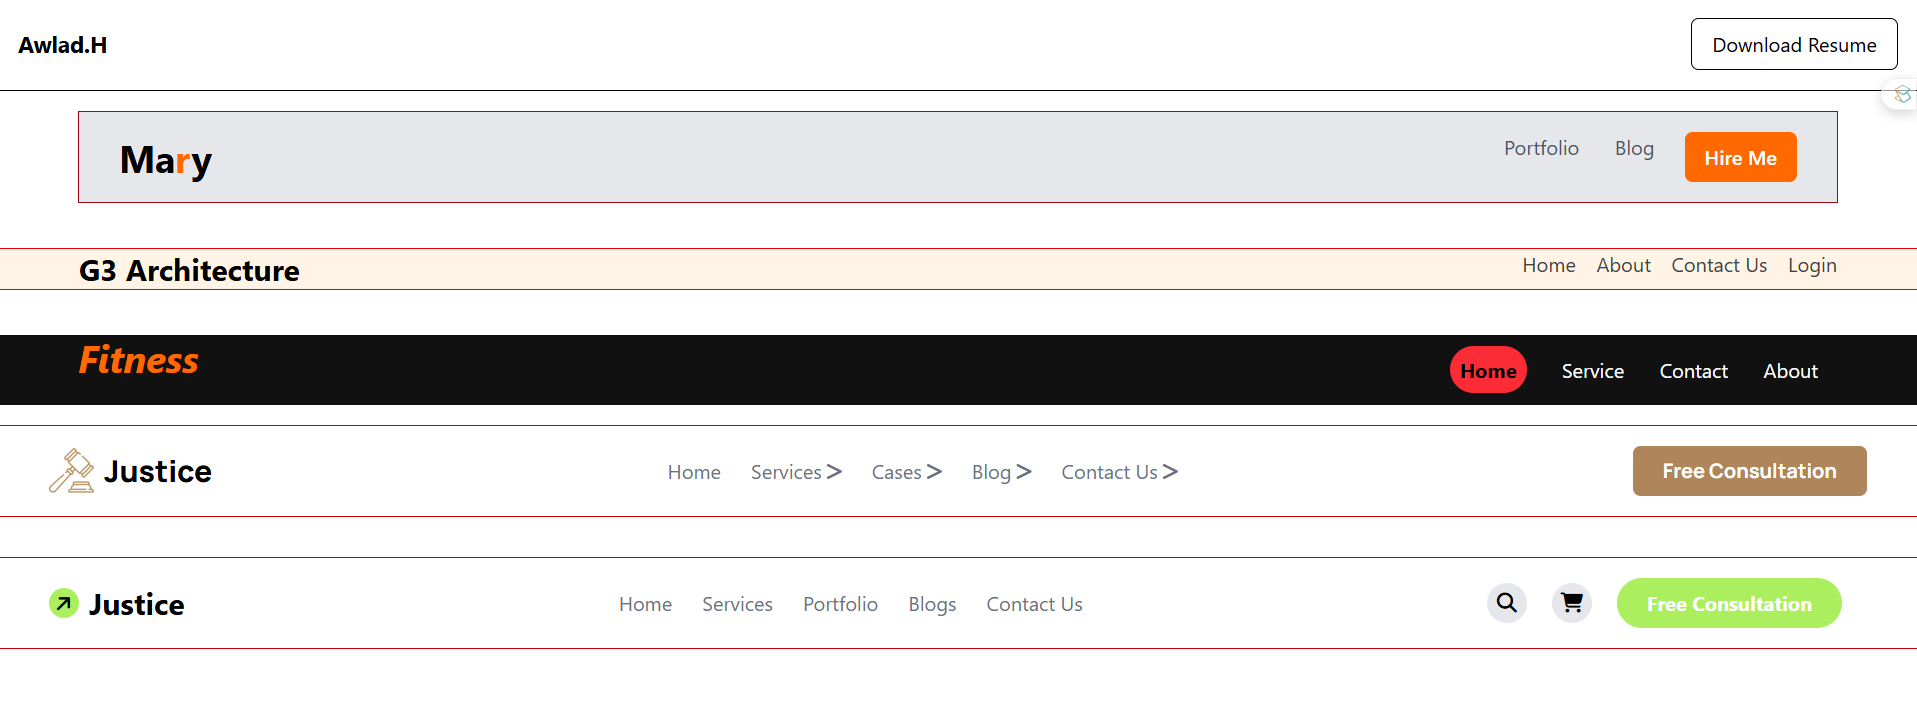 Awlad.H Download Resume
Mary Portfolio Blog Hire Me
G3 Architecture Home About Contact Us Login
Fitness Home Service Contact About
Justice Home Services > Cases > Blog > Contact Us > Free Consultation
Justice Home Services Portfolio Blogs Contact Us Free Consultation